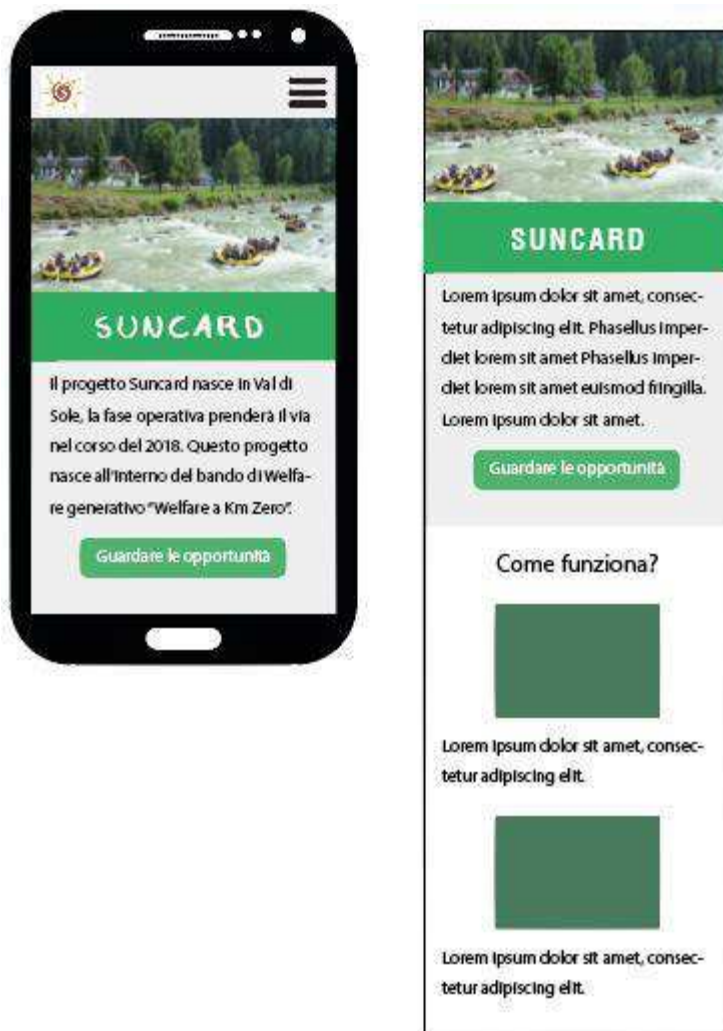 SUNCARD
Il progetto Suncard nasce in Val di
Sole, la fase operativa prenderà il via
nel corso del 2018. Questo progetto
nasce all'interno del bando di Welfa-
re generativo "Welfare a Km Zero".
Guardare le opportunità
SUNCARD
Lorem ipsum dolor sit amet, consec-
tetur adipiscing elit. Phasellus imper-
diet lorem sit amet Phasellus imper-
diet lorem sit amet euismod fringilla.
Lorem ipsum dolor sit amet.
Guardare le opportunità
Come funziona?
Lorem ipsum dolor sit amet, consec-
tetur adipiscing elit.
Lorem ipsum dolor sit amet, consec-
tetur adipiscing elit.